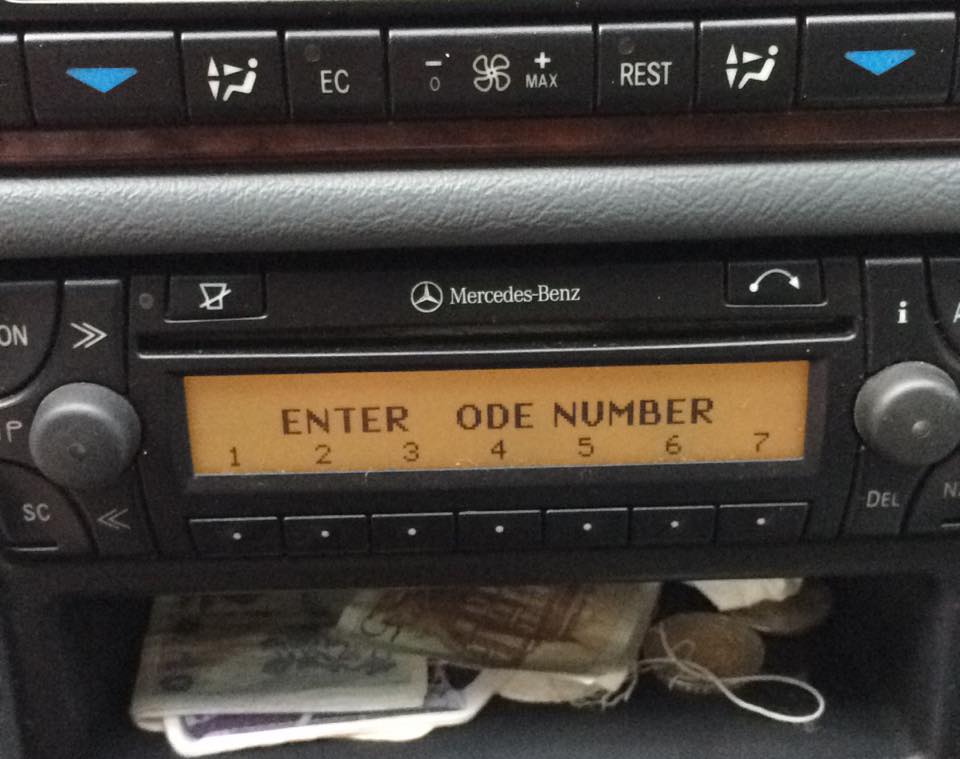 EC
- 0 + MAX
REST
Mercedes-Benz
ON
i
A
ENTER ODE NUMBER
1 2 3 4 5 6 7
P
SC
DEL